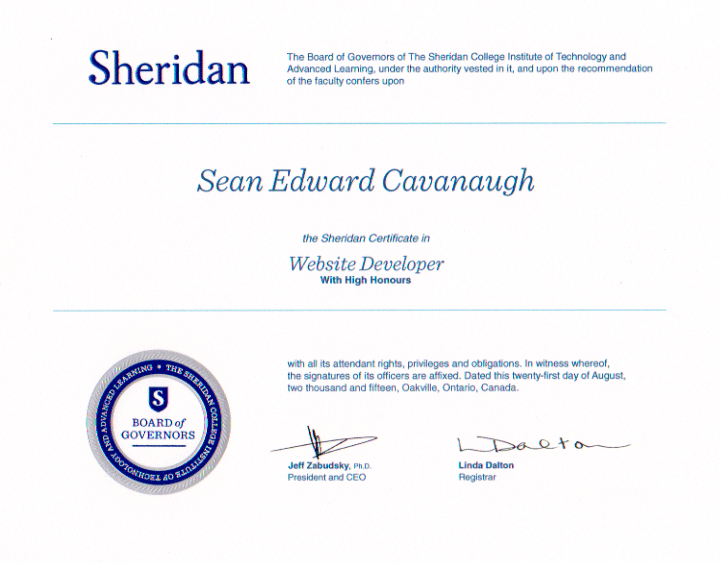 Sheridan
The Board of Governors of The Sheridan College Institute of Technology and
Advanced Learning, under the authority vested in it, and upon the recommendation
of the faculty confers upon
Sean Edward Cavanaugh
the Sheridan Certificate in
Website Developer
With High Honours
with all its attendant rights, privileges and obligations. In witness whereof,
the signatures of its officers are affixed. Dated this twenty-first day of August,
two thousand and fifteen, Oakville, Ontario, Canada.
THE SHERIDAN COLLEGE INSTITUTE OF TECHNOLOGY AND ADVANCED LEARNING
S
BOARD of
GOVERNORS
L Dalton
Jeff Zabudsky, Ph.D.
President and CEO
Linda Dalton
Registrar